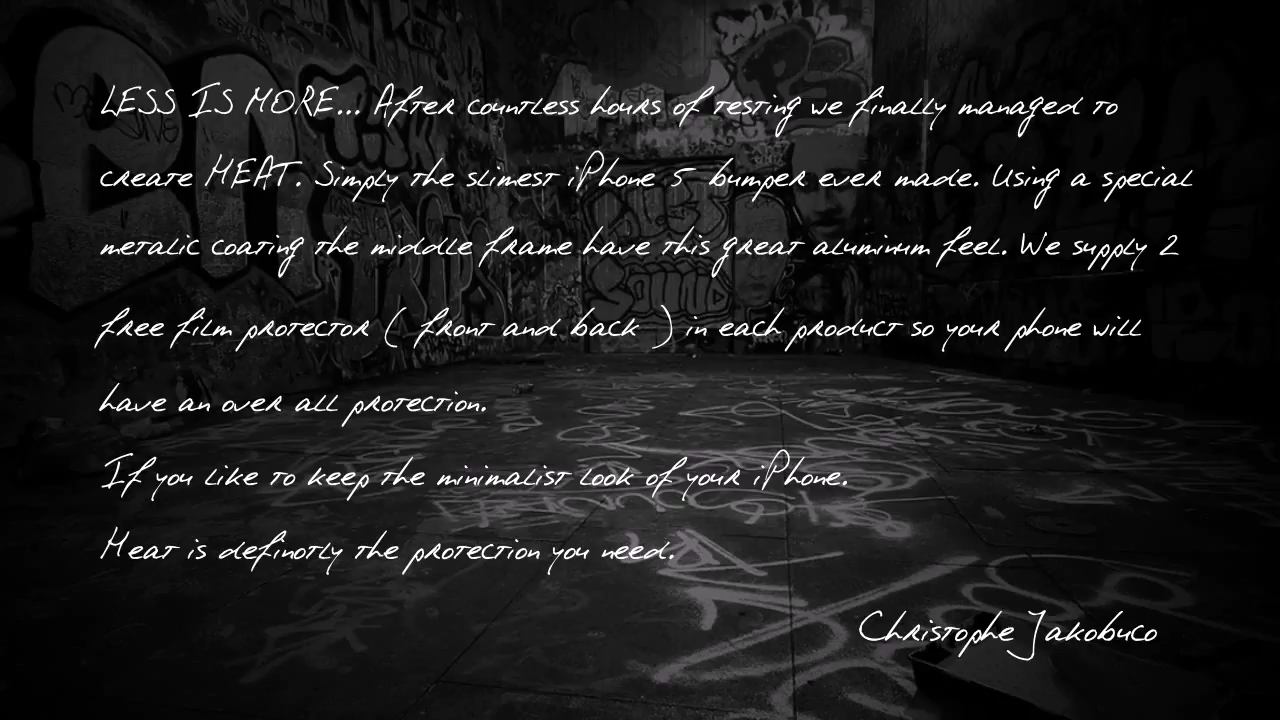 LESS IS MORE... After countless hours of testing we finally managed to
create HEAT. Simply the slimest iPhone 5 bumper ever made. Using a special
metalic coating the middle frame have this great aluminum feel. We supply 2
free film protector ( front and back ) in each product so your phone will
have an over all protection.
If you like to keep the minimalist look of your iPhone.
Heat is definotly the protection you need.
Christophe Jakobuco